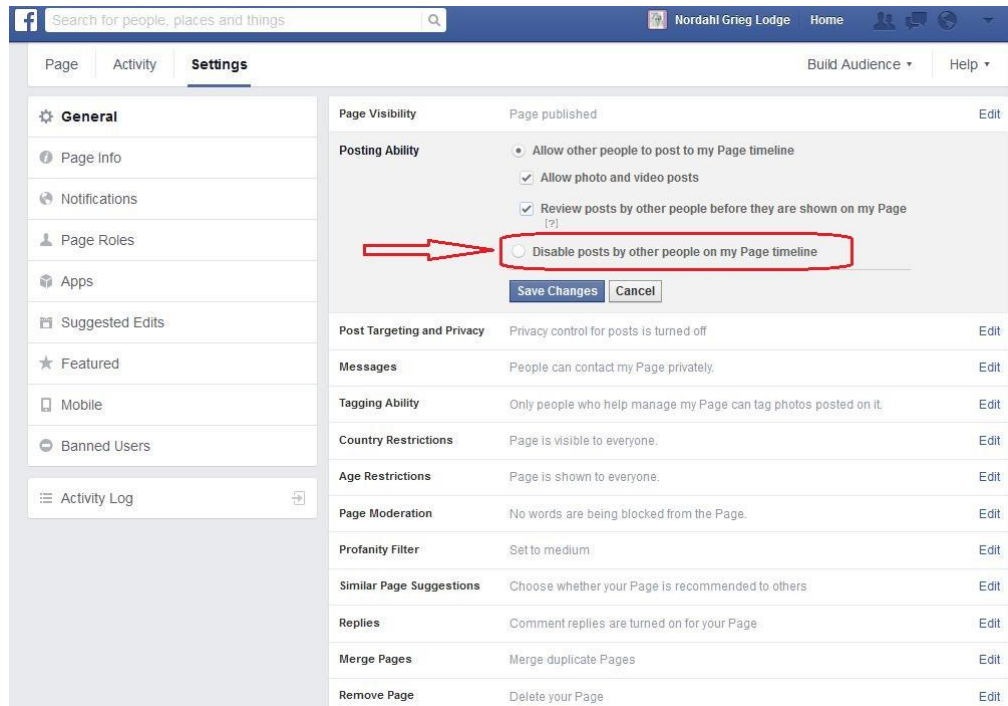 f Search for people, places and things Nordahl Grieg Lodge Home
Page Activity Settings Build Audience Help
General
Page Info
Notifications
Page Roles
Apps
Suggested Edits
Featured
Mobile
Banned Users
Activity Log
Page Visibility Page published Edit
Posting Ability Allow other people to post to my Page timeline
Allow photo and video posts
Review posts by other people before they are shown on my Page
[?]
Disable posts by other people on my Page timeline
Save Changes Cancel
Post Targeting and Privacy Privacy control for posts is turned off Edit
Messages People can contact my Page privately. Edit
Tagging Ability Only people who help manage my Page can tag photos posted on it. Edit
Country Restrictions Page is visible to everyone. Edit
Age Restrictions Page is shown to everyone. Edit
Page Moderation No words are being blocked from the Page. Edit
Profanity Filter Set to medium Edit
Similar Page Suggestions Choose whether your Page is recommended to others Edit
Replies Comment replies are turned on for your Page Edit
Merge Pages Merge duplicate Pages Edit
Remove Page Delete your Page Edit